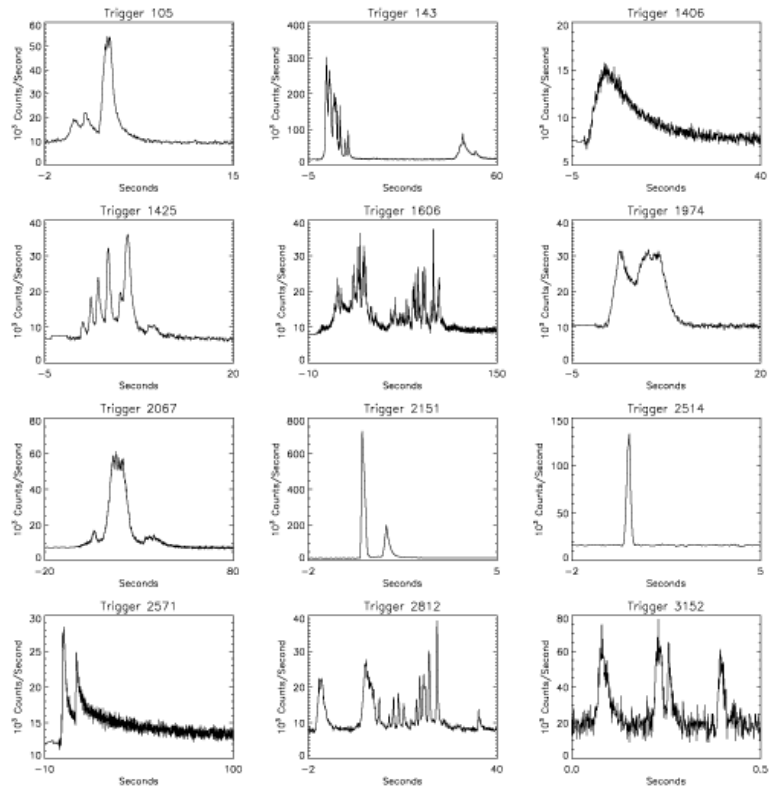 Trigger 105
10³ Counts/Second
60
50
40
30
20
10
0
-2
15
Seconds
Trigger 143
10³ Counts/Second
400
300
200
100
0
-5
60
Seconds
Trigger 1406
10³ Counts/Second
20
15
10
5
-5
40
Seconds
Trigger 1425
10³ Counts/Second
40
30
20
10
0
-5
20
Seconds
Trigger 1606
10³ Counts/Second
40
30
20
10
0
-10
150
Seconds
Trigger 1974
10³ Counts/Second
40
30
20
10
0
-5
20
Seconds
Trigger 2067
10³ Counts/Second
80
60
40
20
0
-20
80
Seconds
Trigger 2151
10³ Counts/Second
800
600
400
200
0
-2
5
Seconds
Trigger 2514
10³ Counts/Second
150
100
50
0
-2
5
Seconds
Trigger 2571
10³ Counts/Second
30
25
20
15
10
-10
100
Seconds
Trigger 2812
10³ Counts/Second
40
30
20
10
0
-2
40
Seconds
Trigger 3152
10³ Counts/Second
80
60
40
20
0
0.0
0.5
Seconds